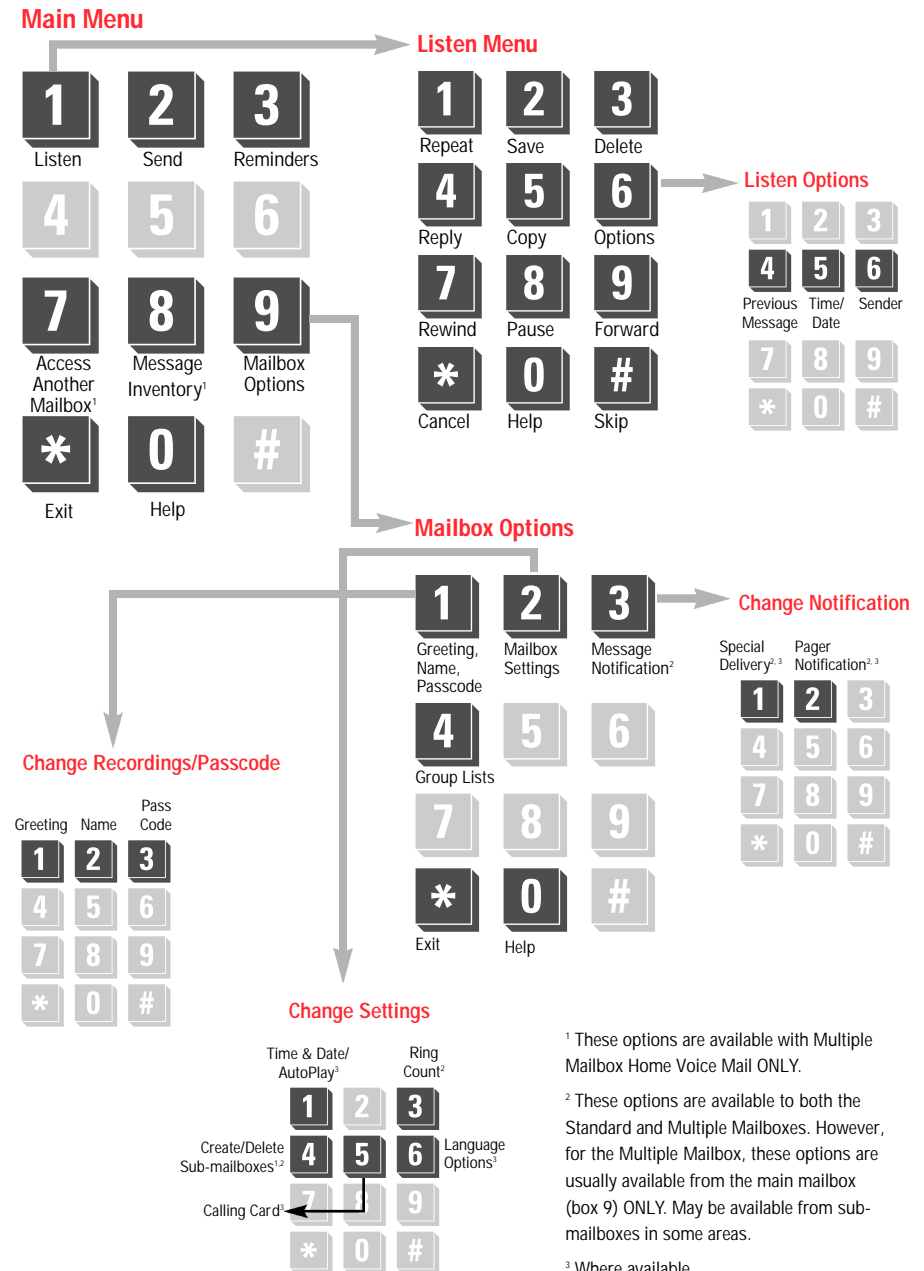 Main Menu
1 2 3
Listen Send Reminders
4 5 6
7 8 9
Access Another Mailbox¹ Message Inventory¹ Mailbox Options
* 0 #
Exit Help
Listen Menu
1 2 3
Repeat Save Delete
4 5 6
Reply Copy Options
7 8 9
Rewind Pause Forward
* 0 #
Cancel Help Skip
Listen Options
1 2 3
4 5 6
Previous Message Time/ Date Sender
7 8 9
* 0 #
Mailbox Options
1 2 3
Greeting, Name, Passcode Mailbox Settings Message Notification²
4 5 6
Group Lists
7 8 9
* 0 #
Exit Help
Change Notification
Special Delivery²,³ Pager Notification²,³
1 2 3
4 5 6
7 8 9
* 0 #
Change Recordings/Passcode
Greeting Name Pass Code
1 2 3
4 5 6
7 8 9
* 0 #
Change Settings
Time & Date/ AutoPlay³ Ring Count²
1 2 3
Create/Delete Sub-mailboxes¹,² 4 5 6 Language Options³
Calling Card³ 7 8 9
* 0 #
¹ These options are available with Multiple
Mailbox Home Voice Mail ONLY.
² These options are available to both the
Standard and Multiple Mailboxes. However,
for the Multiple Mailbox, these options are
usually available from the main mailbox
(box 9) ONLY. May be available from sub-
mailboxes in some areas.
³ Where available